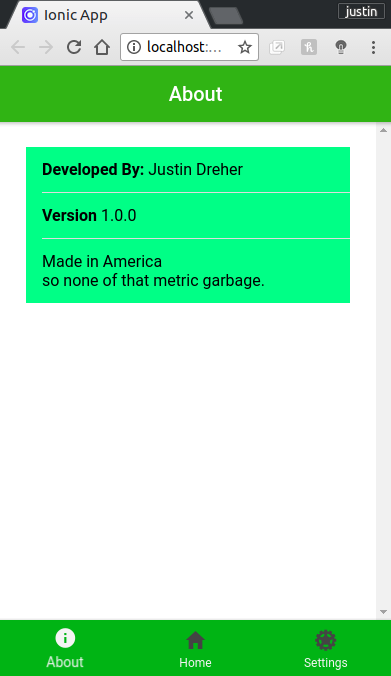 Ionic App
justin
localhost:...
About
Developed By: Justin Dreher
Version 1.0.0
Made in America
so none of that metric garbage.
About
Home
Settings